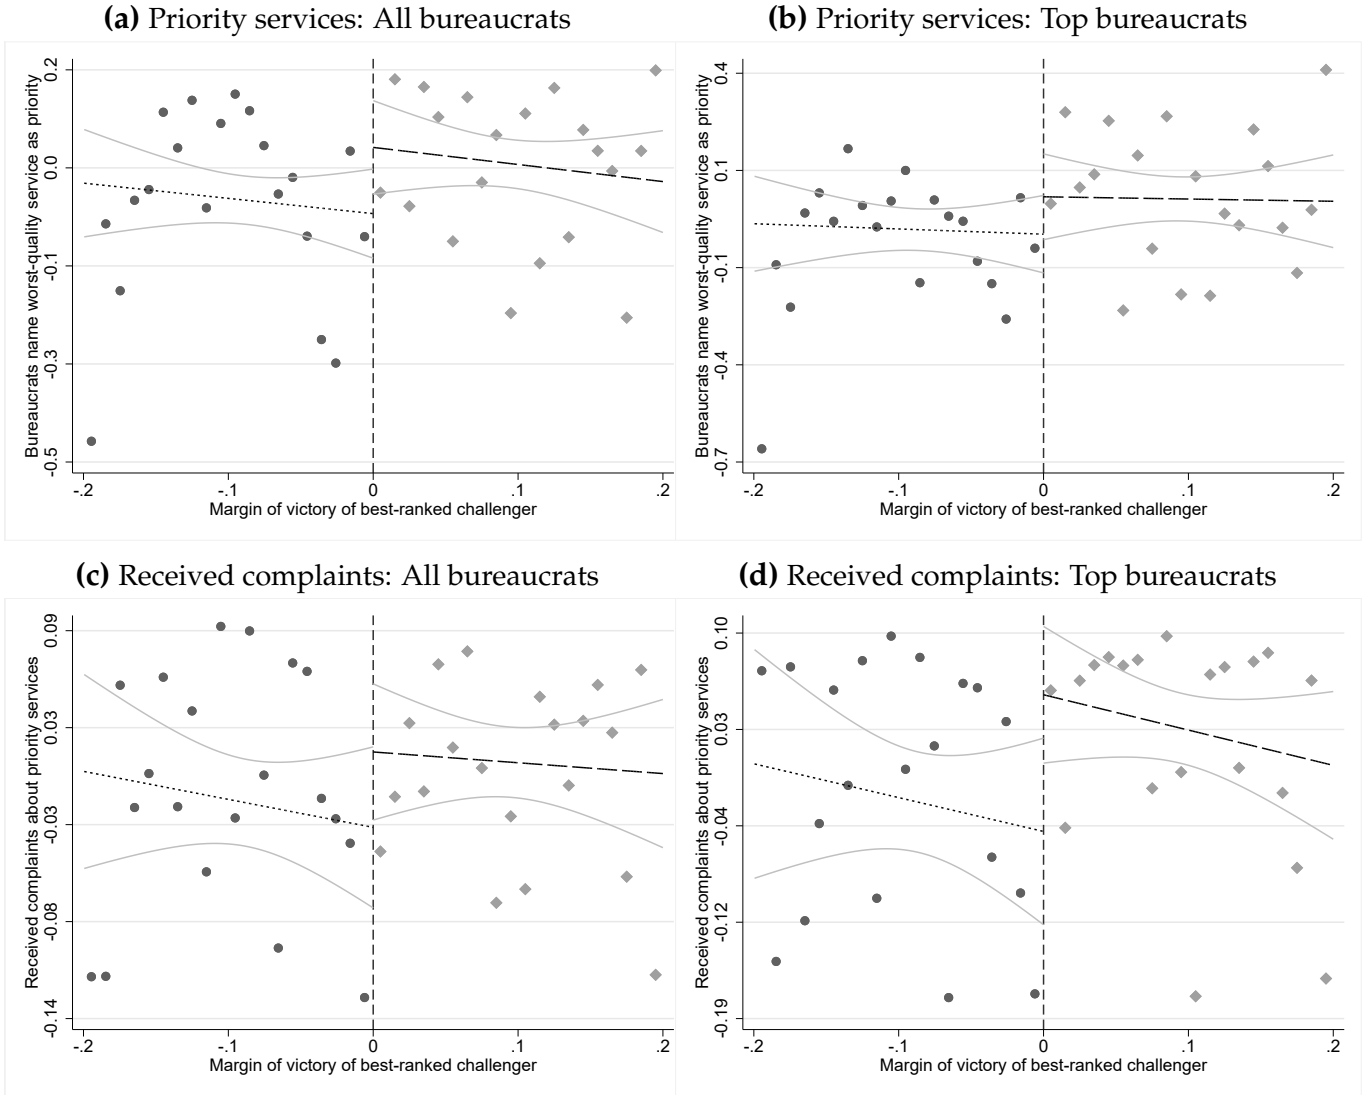 (a) Priority services: All bureaucrats
Bureaucrats name worst-quality service as priority
0.2
0.0
-0.1
-0.3
-0.5
-.2 -.1 0 .1 .2
Margin of victory of best-ranked challenger
(b) Priority services: Top bureaucrats
Bureaucrats name worst-quality service as priority
0.4
0.1
-0.1
-0.4
-0.7
-.2 -.1 0 .1 .2
Margin of victory of best-ranked challenger
(c) Received complaints: All bureaucrats
Received complaints about priority services
0.09
0.03
-0.03
-0.08
-0.14
-.2 -.1 0 .1 .2
Margin of victory of best-ranked challenger
(d) Received complaints: Top bureaucrats
Received complaints about priority services
0.10
0.03
-0.04
-0.12
-0.19
-.2 -.1 0 .1 .2
Margin of victory of best-ranked challenger